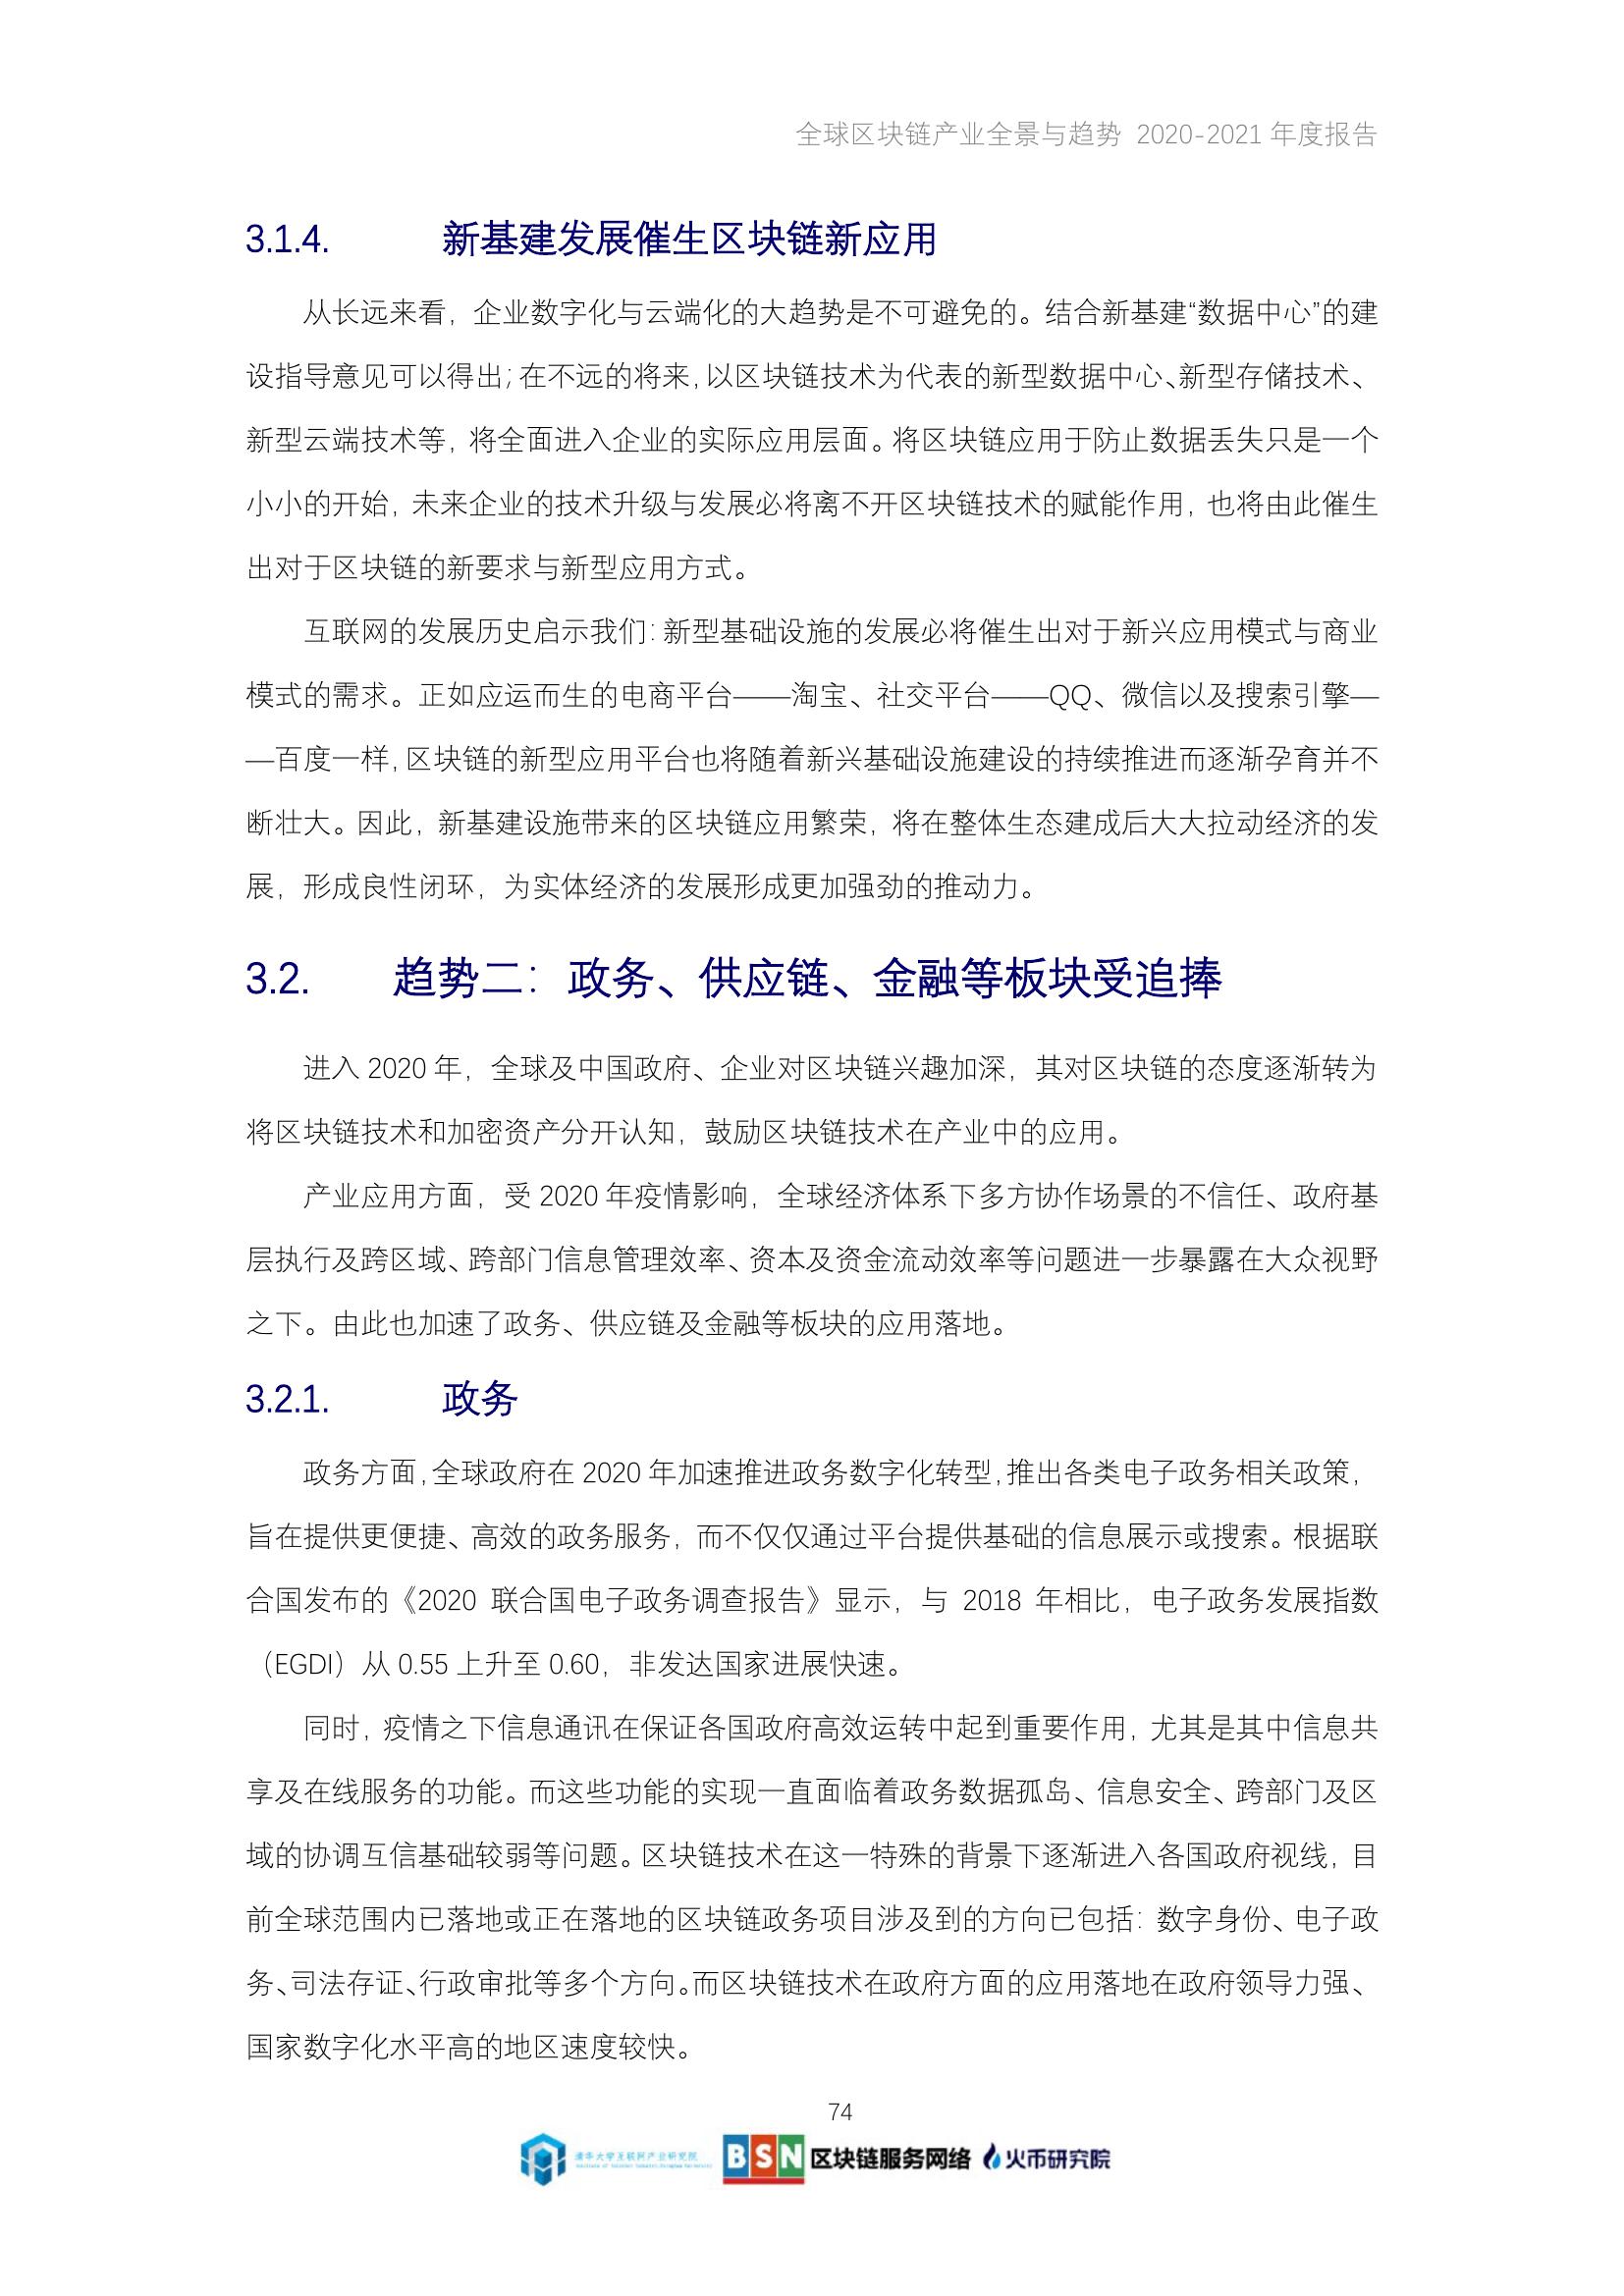 全球区块链产业全景与趋势 2020-2021 年度报告
3.1.4. 新基建发展催生区块链新应用
从长远来看，企业数字化与云端化的大趋势是不可避免的。结合新基建“数据中心”的建
设指导意见可以得出；在不远的将来，以区块链技术为代表的新型数据中心、新型存储技术、
新型云端技术等，将全面进入企业的实际应用层面。将区块链应用于防止数据丢失只是一个
小小的开始，未来企业的技术升级与发展必将离不开区块链技术的赋能作用，也将由此催生
出对于区块链的新要求与新型应用方式。
互联网的发展历史启示我们：新型基础设施的发展必将催生出对于新兴应用模式与商业
模式的需求。正如应运而生的电商平台——淘宝、社交平台——QQ、微信以及搜索引擎—
—百度一样，区块链的新型应用平台也将随着新兴基础设施建设的持续推进而逐渐孕育并不
断壮大。因此，新基建设施带来的区块链应用繁荣，将在整体生态建成后大大拉动经济的发
展，形成良性闭环，为实体经济的发展形成更加强劲的推动力。
3.2. 趋势二：政务、供应链、金融等板块受追捧
进入 2020 年，全球及中国政府、企业对区块链兴趣加深，其对区块链的态度逐渐转为
将区块链技术和加密资产分开认知，鼓励区块链技术在产业中的应用。
产业应用方面，受 2020 年疫情影响，全球经济体系下多方协作场景的不信任、政府基
层执行及跨区域、跨部门信息管理效率、资本及资金流动效率等问题进一步暴露在大众视野
之下。由此也加速了政务、供应链及金融等板块的应用落地。
3.2.1. 政务
政务方面，全球政府在 2020 年加速推进政务数字化转型，推出各类电子政务相关政策，
旨在提供更便捷、高效的政务服务，而不仅仅通过平台提供基础的信息展示或搜索。根据联
合国发布的《2020 联合国电子政务调查报告》显示，与 2018 年相比，电子政务发展指数
（EGDI）从 0.55 上升至 0.60，非发达国家进展快速。
同时，疫情之下信息通讯在保证各国政府高效运转中起到重要作用，尤其是其中信息共
享及在线服务的功能。而这些功能的实现一直面临着政务数据孤岛、信息安全、跨部门及区
域的协调互信基础较弱等问题。区块链技术在这一特殊的背景下逐渐进入各国政府视线，目
前全球范围内已落地或正在落地的区块链政务项目涉及到的方向已包括：数字身份、电子政
务、司法存证、行政审批等多个方向。而区块链技术在政府方面的应用落地在政府领导力强、
国家数字化水平高的地区速度较快。
74
清华大学互联网产业研究院
BSN 区块链服务网络 火币研究院